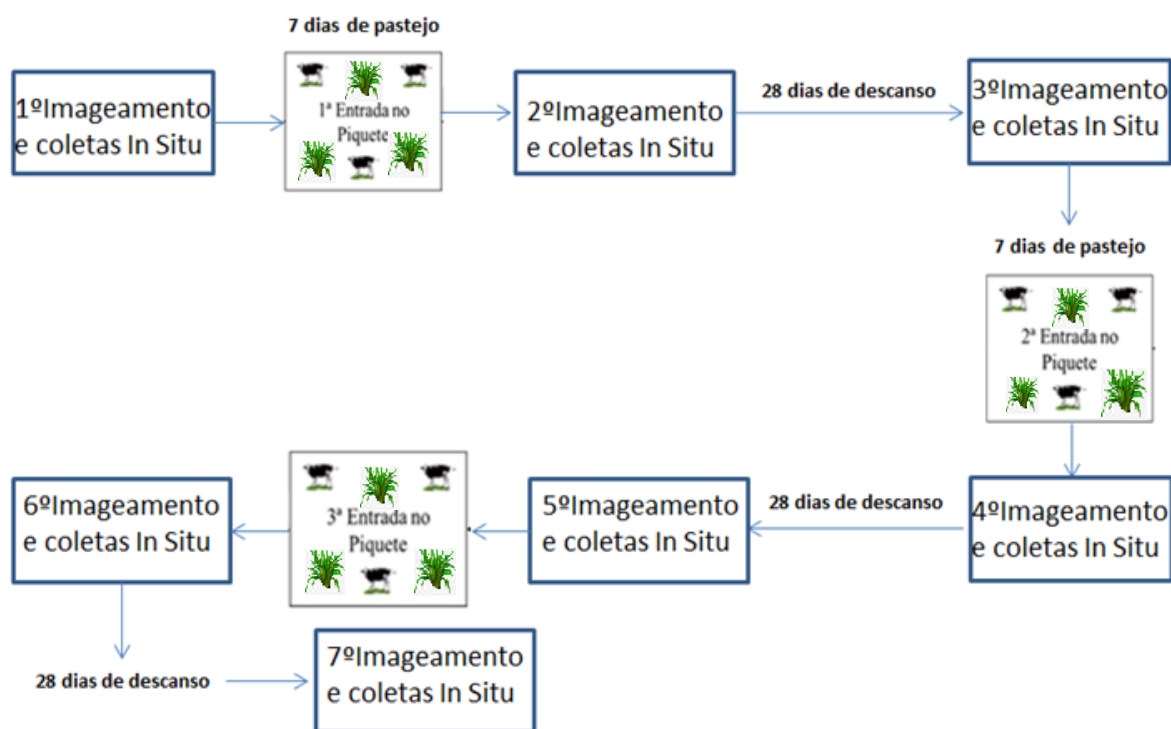 7 dias de pastejo
1ºImageamento
e coletas In Situ
1ª Entrada no
Piquete
2ºImageamento
e coletas In Situ
28 dias de descanso
3ºImageamento
e coletas In Situ
7 dias de pastejo
2ª Entrada no
Piquete
4ºImageamento
e coletas In Situ
28 dias de descanso
5ºImageamento
e coletas In Situ
3ª Entrada no
Piquete
6ºImageamento
e coletas In Situ
28 dias de descanso
7ºImageamento
e coletas In Situ